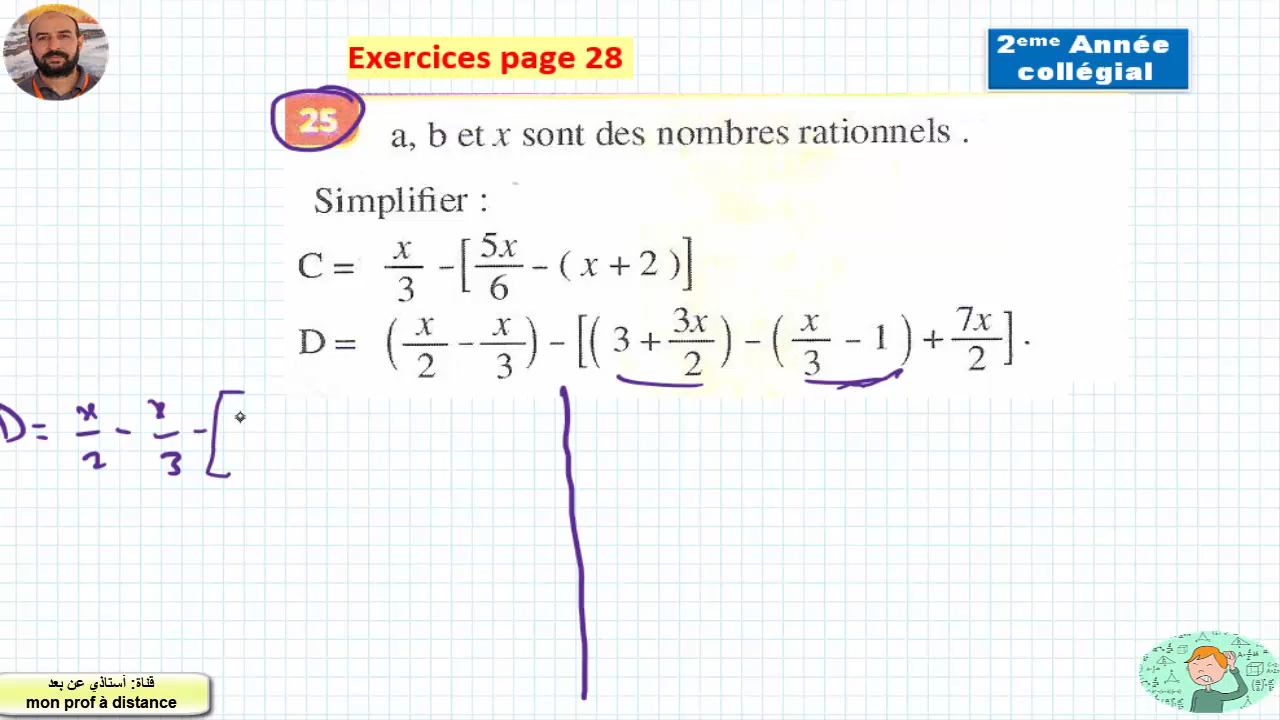 Exercices page 28
2eme Année
collégial
25
a, b et x sont des nombres rationnels .
Simplifier :
C = x/3 - [ 5x/6 - ( x + 2 ) ]
D = ( x/2 - x/3 ) - [ ( 3 + 3x/2 ) - ( x/3 - 1 ) + 7x/2 ] .
D = x/2 - x/3 - [
قناة: أستاذي عن بعد
mon prof à distance